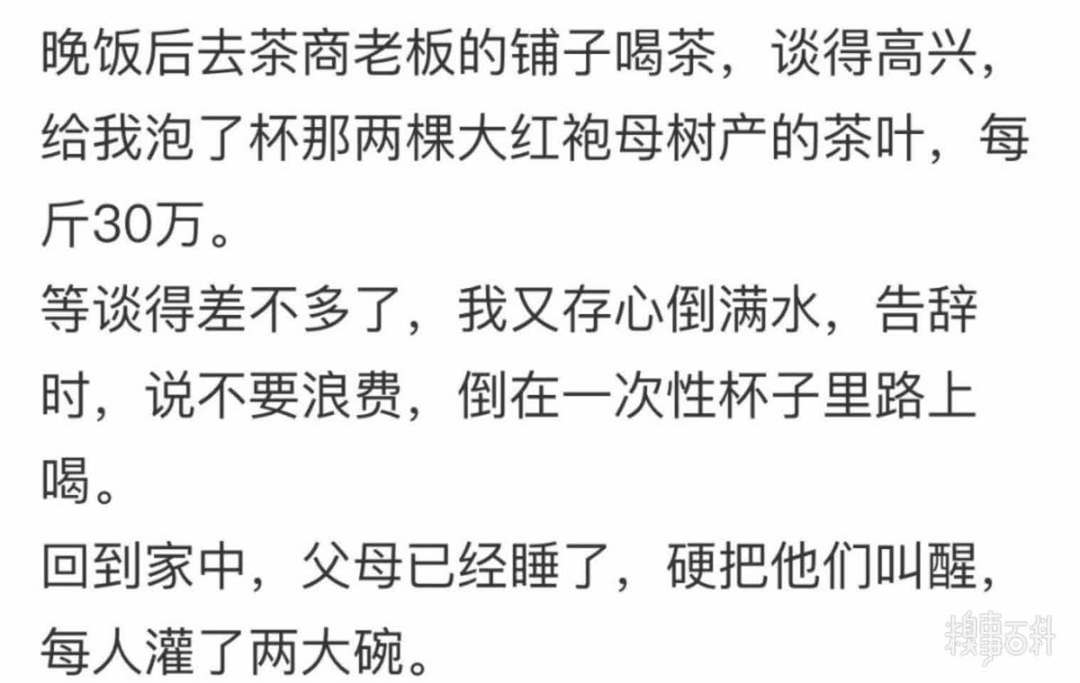 晚饭后去茶商老板的铺子喝茶，谈得高兴，
给我泡了杯那两棵大红袍母树产的茶叶，每
斤30万。
等谈得差不多了，我又存心倒满水，告辞
时，说不要浪费，倒在一次性杯子里路上
喝。
回到家中，父母已经睡了，硬把他们叫醒，
每人灌了两大碗。
糗事百科